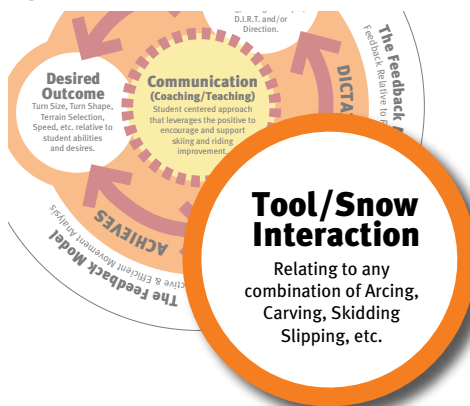 D.I.R.T. and/or
Direction.
Desired
Outcome
Turn Size, Turn Shape,
Terrain Selection,
Speed, etc. relative to
student abilities
and desires.
Communication
(Coaching/Teaching)
Student centered approach
that leverages the positive to
encourage and support
skiing and riding
improvement.
DICTA
The Feedback
Feedback Relative to
ACHIEVES
The Feedback Model
& Efficient Movement Analysis
Tool/Snow
Interaction
Relating to any
combination of Arcing,
Carving, Skidding
Slipping, etc.